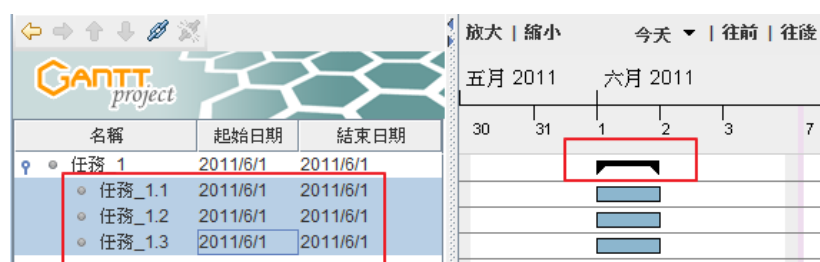 放大 | 縮小 今天 ▼ | 往前 | 往後
GANTT project
五月 2011 六月 2011
30 31 1 2 3 7
名稱 起始日期 結束日期
任務_1 2011/6/1 2011/6/1
任務_1.1 2011/6/1 2011/6/1
任務_1.2 2011/6/1 2011/6/1
任務_1.3 2011/6/1 2011/6/1